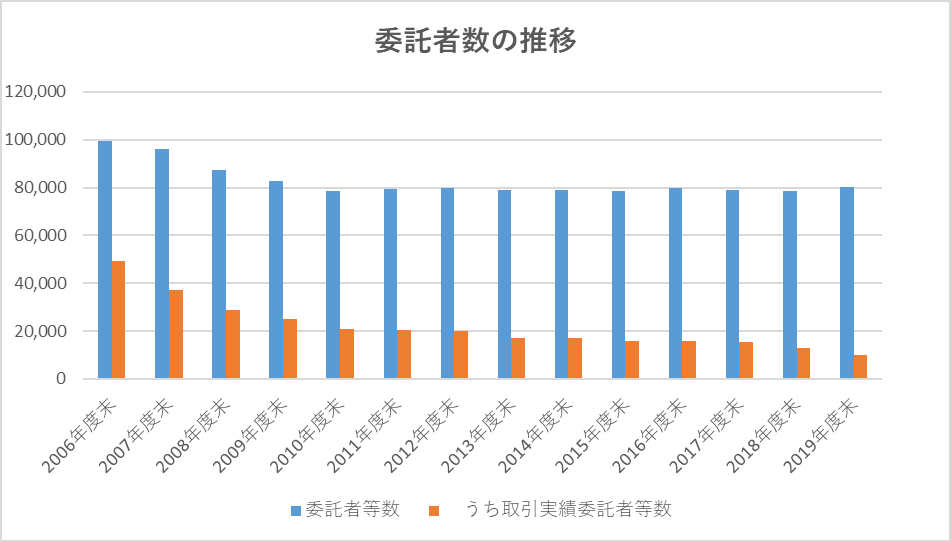 委託者数の推移
120,000
100,000
80,000
60,000
40,000
20,000
0
2006年度末
2007年度末
2008年度末
2009年度末
2010年度末
2011年度末
2012年度末
2013年度末
2014年度末
2015年度末
2016年度末
2017年度末
2018年度末
2019年度末
委託者等数 うち取引実績委託者等数